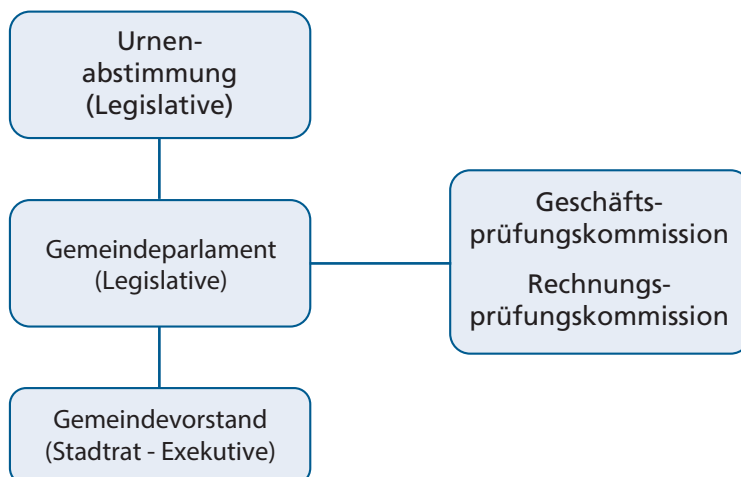 Urnen-
abstimmung
(Legislative)
Gemeindeparlament
(Legislative)
Geschäfts-
prüfungskommission
Rechnungs-
prüfungskommission
Gemeindevorstand
(Stadtrat - Exekutive)